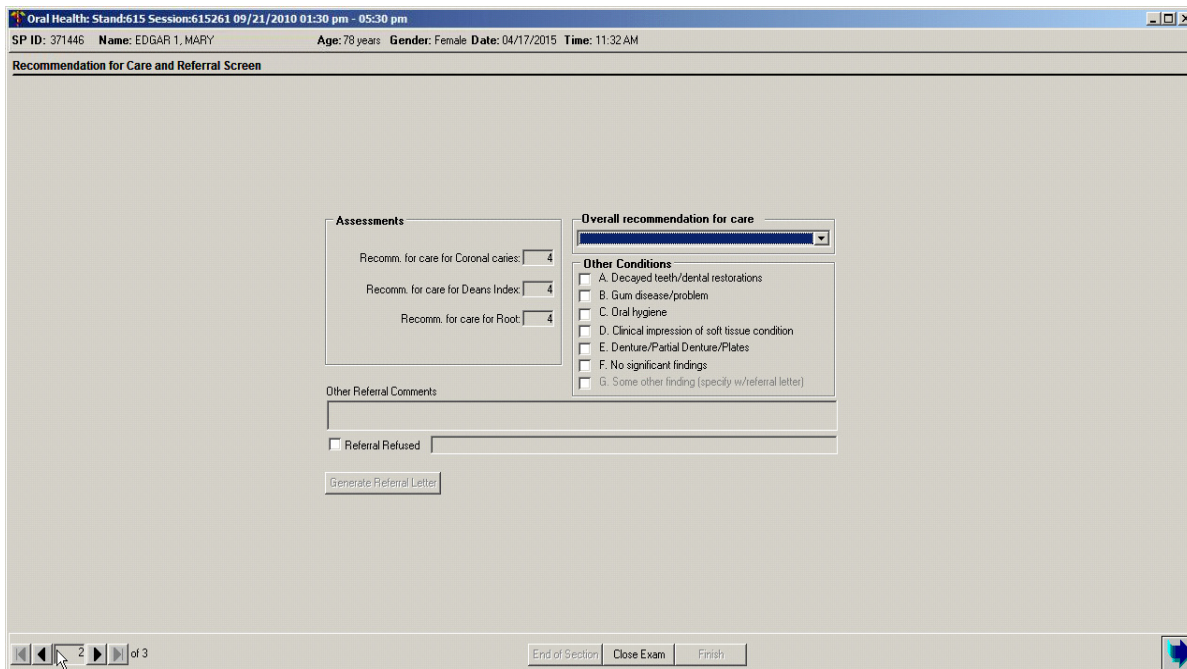 Oral Health: Stand:615 Session:615261 09/21/2010 01:30 pm - 05:30 pm
SP ID: 371446 Name: EDGAR 1, MARY Age: 78 years Gender: Female Date: 04/17/2015 Time: 11:32 AM
Recommendation for Care and Referral Screen
Assessments
Recomm. for care for Coronal caries: 4
Recomm. for care for Deans Index: 4
Recomm. for care for Root: 4
Overall recommendation for care
Other Conditions
A. Decayed teeth/dental restorations
B. Gum disease/problem
C. Oral hygiene
D. Clinical impression of soft tissue condition
E. Denture/Partial Denture/Plates
F. No significant findings
G. Some other finding (specify w/referral letter)
Other Referral Comments
Referral Refused
Generate Referral Letter
2 of 3
End of Section Close Exam Finish